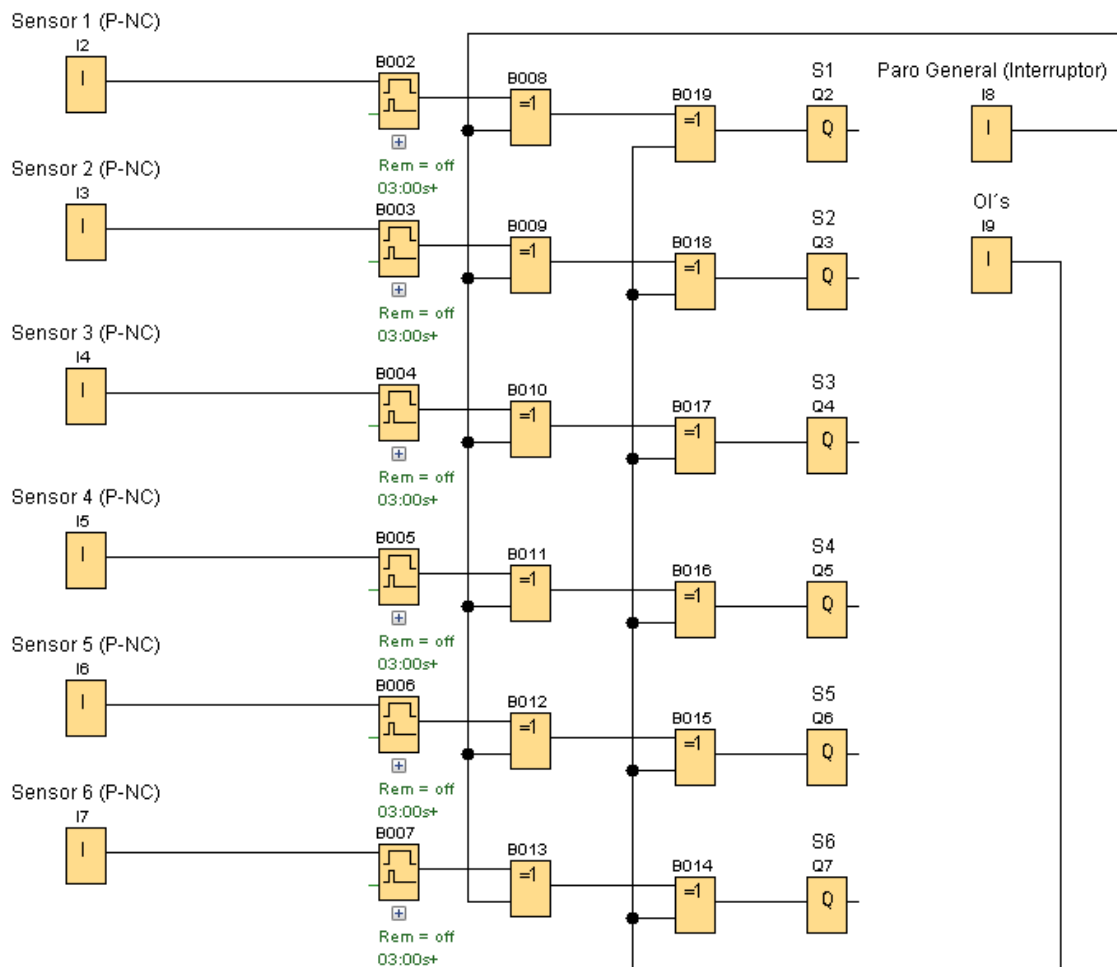 Sensor 1 (P-NC)
I2
I
B002
Rem = off
03:00s+
B008
=1
B019
=1
S1
Q2
Q
Paro General (Interruptor)
I8
I
Sensor 2 (P-NC)
I3
I
B003
Rem = off
03:00s+
B009
=1
B018
=1
S2
Q3
Q
OI´s
I9
I
Sensor 3 (P-NC)
I4
I
B004
Rem = off
03:00s+
B010
=1
B017
=1
S3
Q4
Q
Sensor 4 (P-NC)
I5
I
B005
Rem = off
03:00s+
B011
=1
B016
=1
S4
Q5
Q
Sensor 5 (P-NC)
I6
I
B006
Rem = off
03:00s+
B012
=1
B015
=1
S5
Q6
Q
Sensor 6 (P-NC)
I7
I
B007
Rem = off
03:00s+
B013
=1
B014
=1
S6
Q7
Q